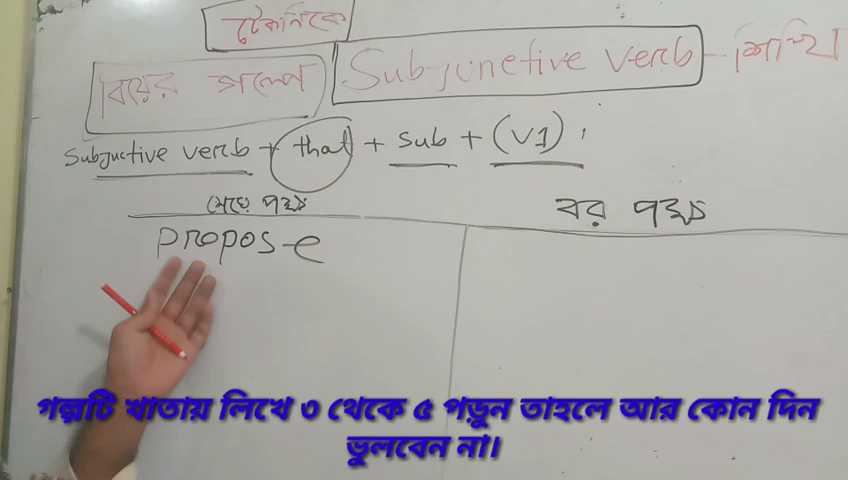 টেকনিকে
বিয়ের গল্পে Subjunctive verb - শিখি
Subjuctive verb + that + sub + (V1)
মেয়ে পক্ষ বর পক্ষ
propose
গল্পটি খাতায় লিখে ৩ থেকে ৫ পড়ুন তাহলে আর কোন দিন
ভুলবেন না।